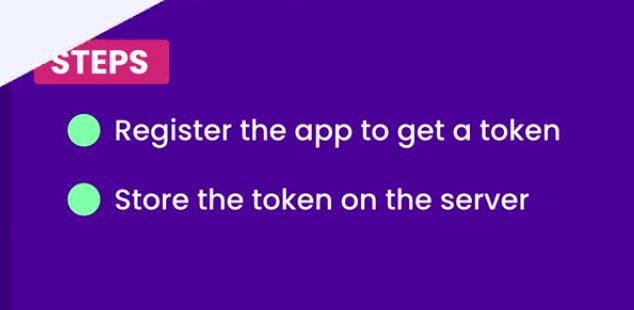 STEPS
Register the app to get a token
Store the token on the server